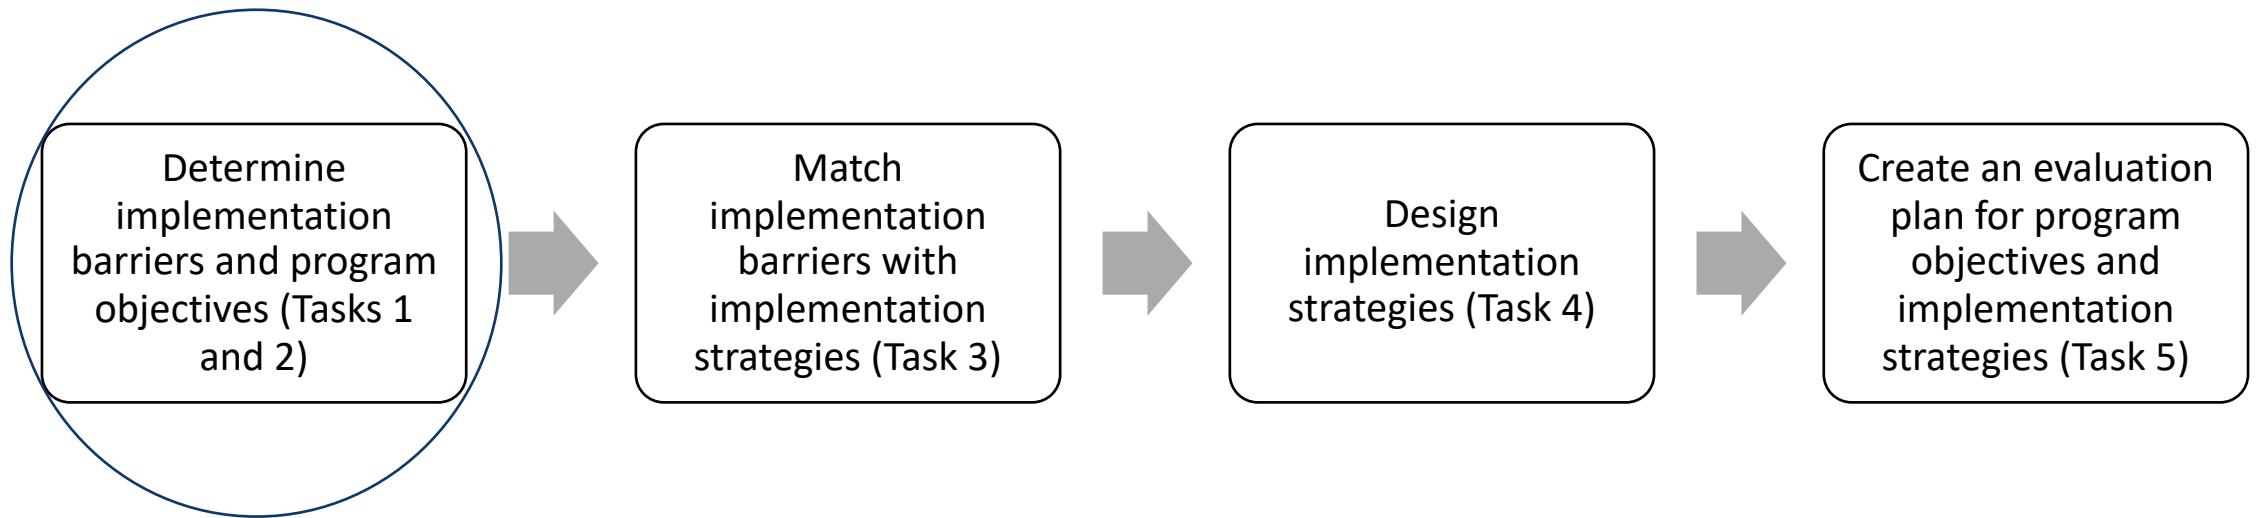 Determine
implementation
barriers and program
objectives (Tasks 1
and 2)
Match
implementation
barriers with
implementation
strategies (Task 3)
Design
implementation
strategies (Task 4)
Create an evaluation
plan for program
objectives and
implementation
strategies (Task 5)